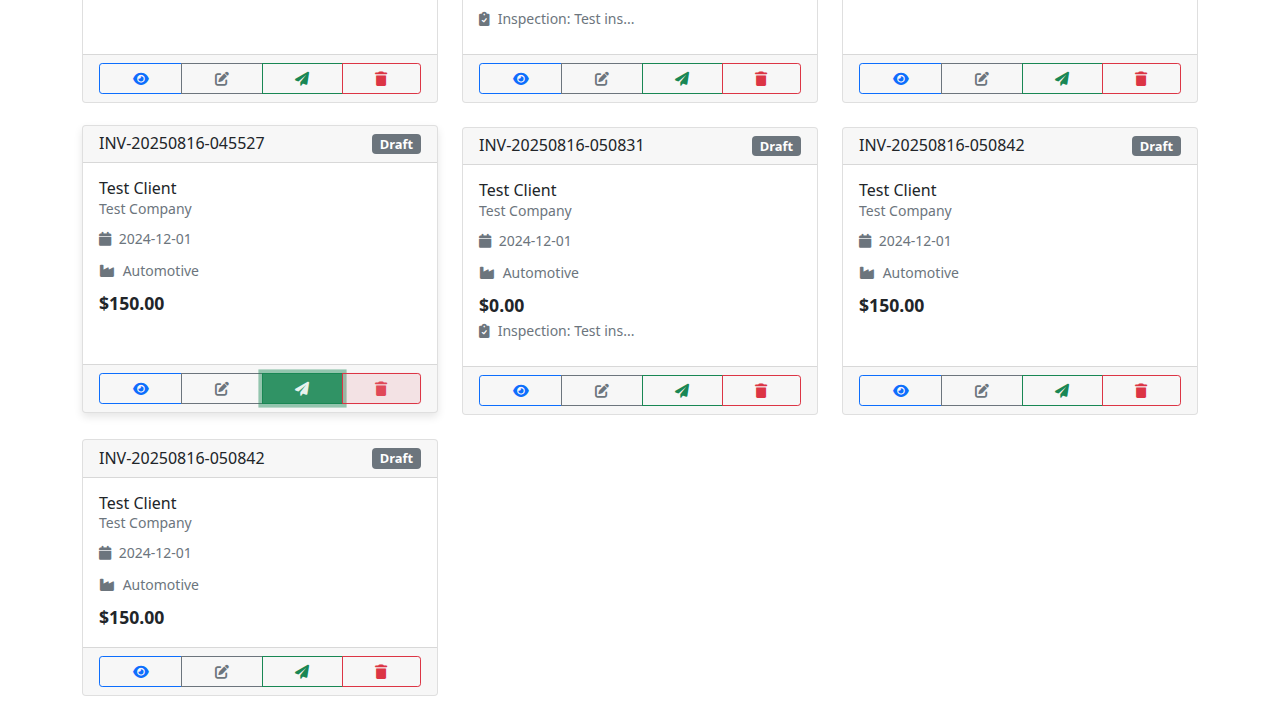 Inspection: Test ins...
INV-20250816-045527
Draft
Test Client
Test Company
2024-12-01
Automotive
$150.00
INV-20250816-050831
Draft
Test Client
Test Company
2024-12-01
Automotive
$0.00
Inspection: Test ins...
INV-20250816-050842
Draft
Test Client
Test Company
2024-12-01
Automotive
$150.00
INV-20250816-050842
Draft
Test Client
Test Company
2024-12-01
Automotive
$150.00